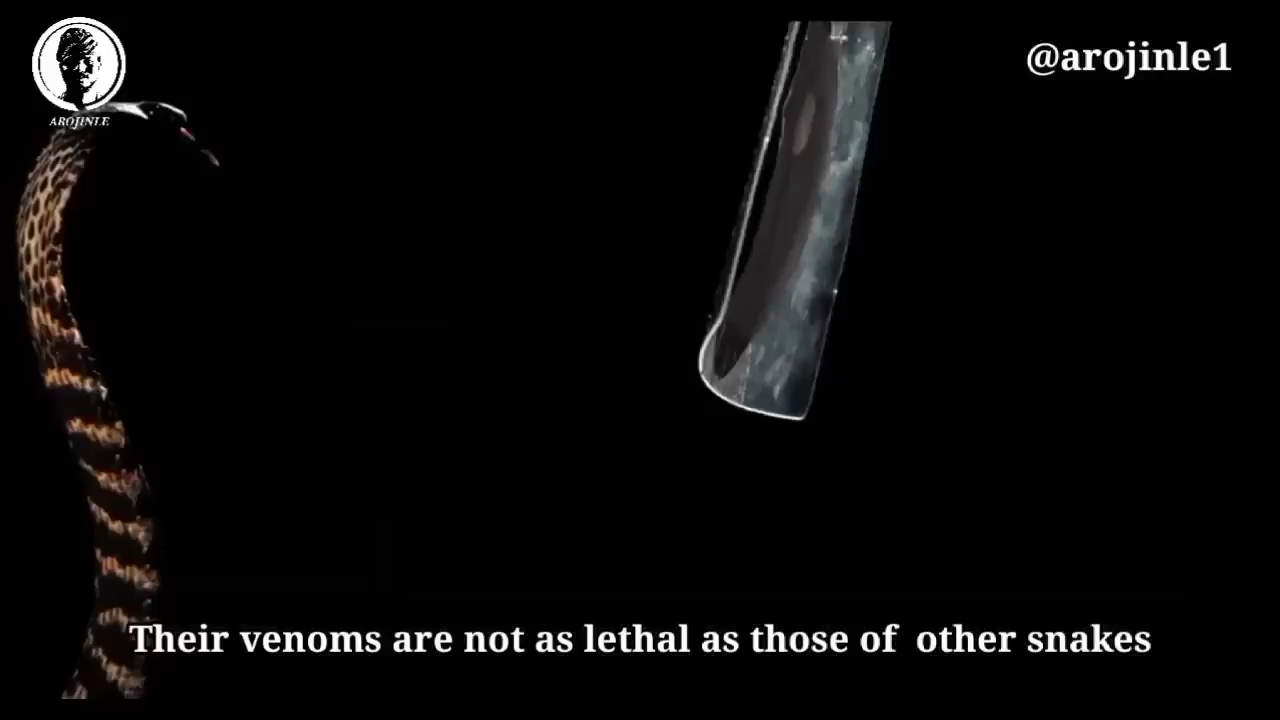 @arojinle1
AROJINLE
Their venoms are not as lethal as those of other snakes